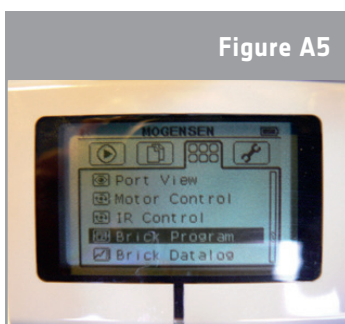 Figure A5
MOGENSEN
Port View
Motor Control
IR Control
Brick Program
Brick Datalog